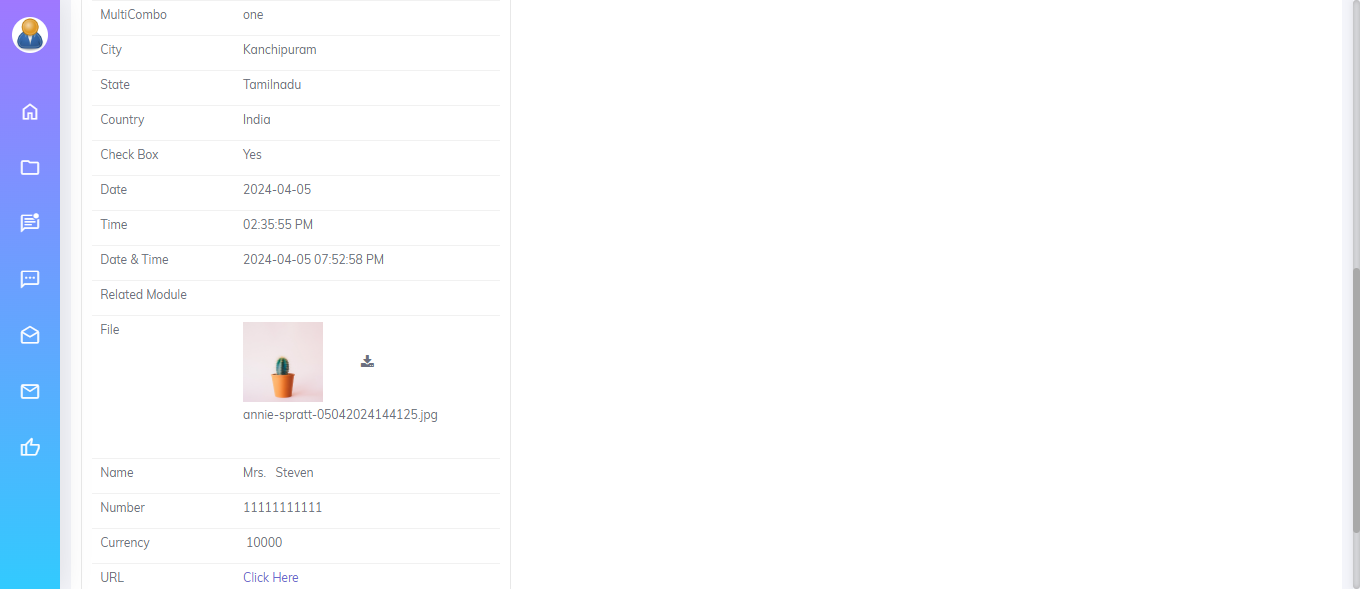 MultiCombo one
City Kanchipuram
State Tamilnadu
Country India
Check Box Yes
Date 2024-04-05
Time 02:35:55 PM
Date & Time 2024-04-05 07:52:58 PM
Related Module
File
annie-spratt-05042024144125.jpg
Name Mrs. Steven
Number 11111111111
Currency 10000
URL Click Here